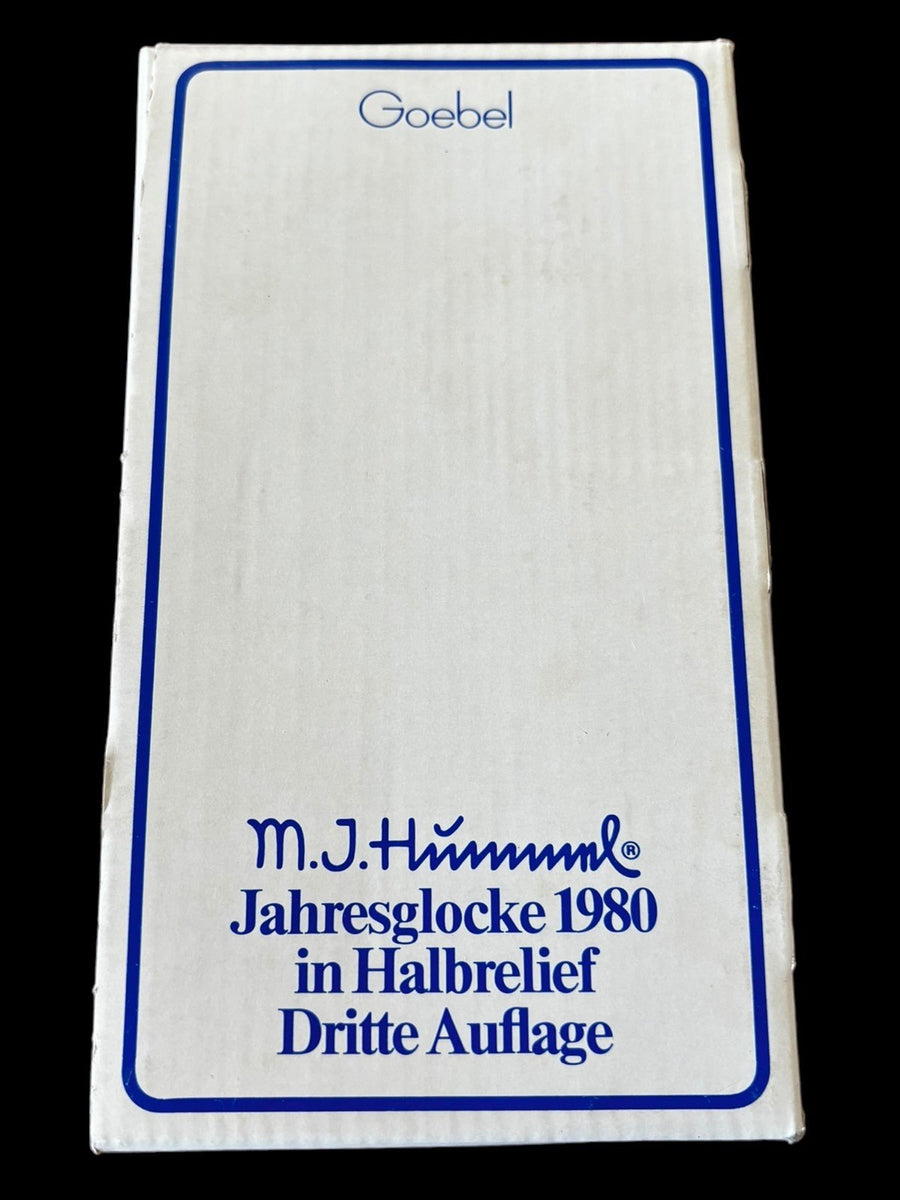 Goebel
M.J.Hummel®
Jahresglocke 1980
in Halbrelief
Dritte Auflage